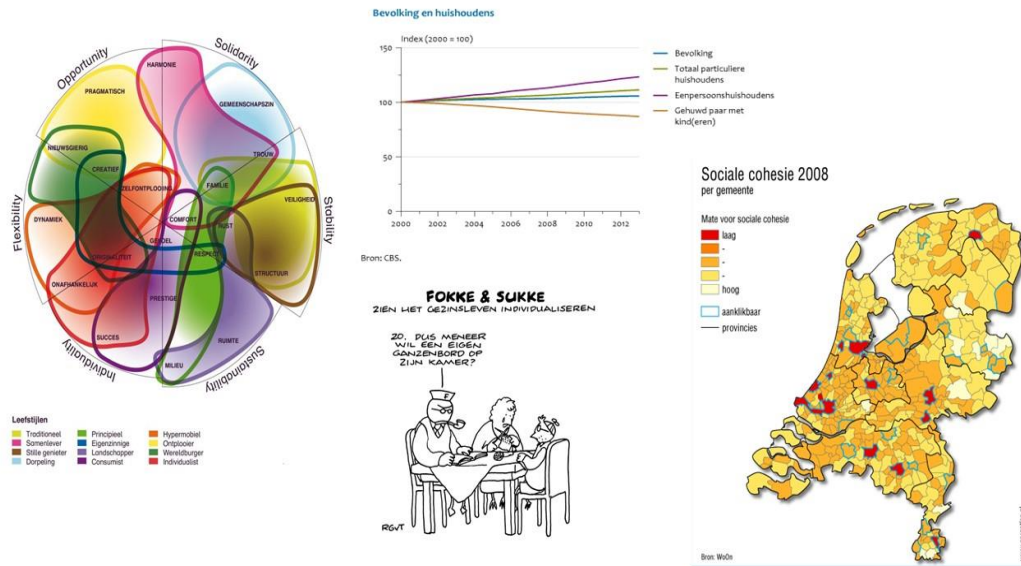 Opportunity
Solidarity
Flexibility
Stability
Individuality
Sustainability
HARMONIE
PRAGMATISCH
GEMEENSCHAPSZIN
NIEUWSGIERIG
TROUW
CREATIEF
ZELFONTPLOOIING
FAMILIE
VEILIGHEID
DYNAMIEK
COMFORT
RUST
GEVOEL
RESPECT
ORIGINALITEIT
STRUCTUUR
ONAFHANKELIJK
PRESTIGE
SUCCES
RUIMTE
MILIEU
Leefstijlen
Traditioneel
Samenlever
Stille genieter
Dorpeling
Principieel
Eigenzinnige
Landschapper
Consumist
Hypermobiel
Ontplooier
Wereldburger
Individualist
Bevolking en huishoudens
Index (2000 = 100)
150
100
50
0
2000 2002 2004 2006 2008 2010 2012
Bevolking
Totaal particuliere
huishoudens
Eenpersoonshuishoudens
Gehuwd paar met
kind(eren)
Bron: CBS.
FOKKE & SUKKE
ZIEN HET GEZINSLEVEN INDIVIDUALISEREN
ZO. DUS MENEER
WIL EEN EIGEN
GANZENBORD OP
ZIJN KAMER?
F
RGvT
Sociale cohesie 2008
per gemeente
Mate voor sociale cohesie
laag
-
-
-
hoog
aanklikbaar
provincies
Bron: WoOn